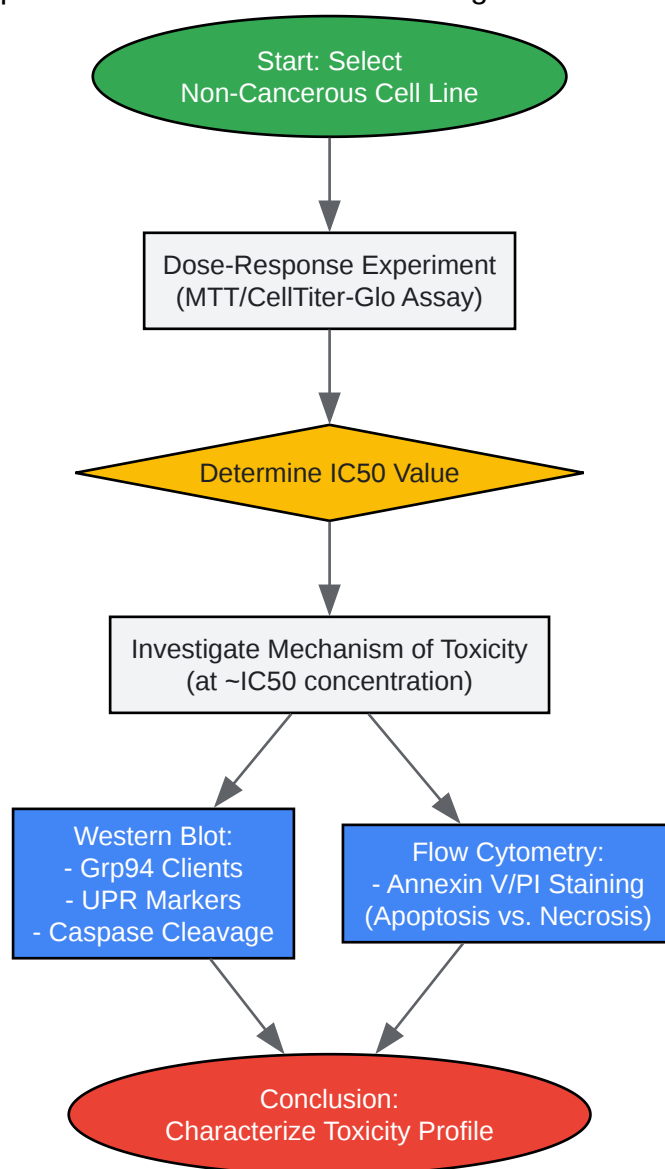 Start: Select
Non-Cancerous Cell Line
Dose-Response Experiment
(MTT/CellTiter-Glo Assay)
Determine IC50 Value
Investigate Mechanism of Toxicity
(at ~IC50 concentration)
Western Blot:
- Grp94 Clients
- UPR Markers
- Caspase Cleavage
Flow Cytometry:
- Annexin V/PI Staining
(Apoptosis vs. Necrosis)
Conclusion:
Characterize Toxicity Profile